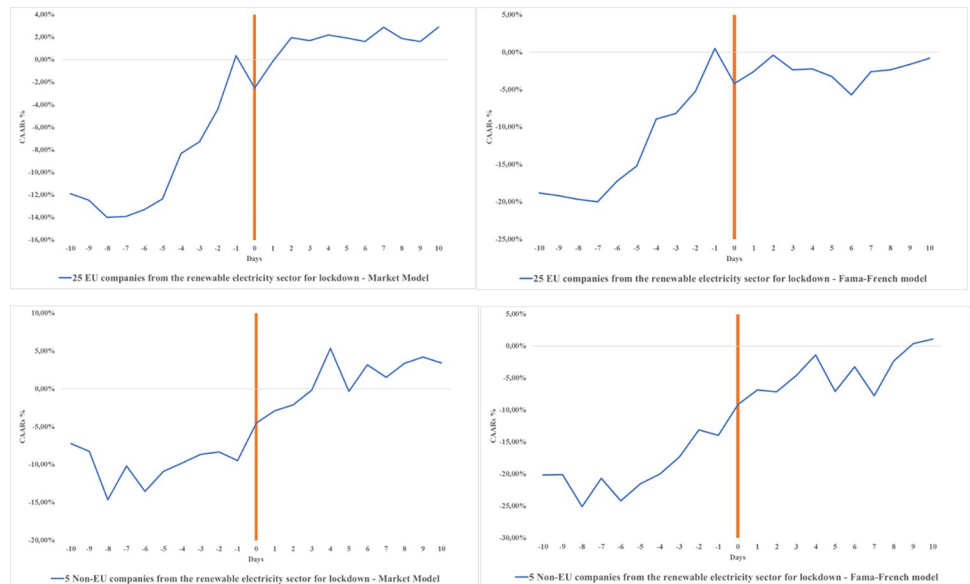 4,00%
2,00%
0,00%
-2,00%
-4,00%
-6,00%
-8,00%
-10,00%
-12,00%
-14,00%
-16,00%
CAARs %
-10 -9 -8 -7 -6 -5 -4 -3 -2 -1 0 1 2 3 4 5 6 7 8 9 10
Days
25 EU companies from the renewable electricity sector for lockdown - Market Model
5,00%
0,00%
-5,00%
-10,00%
-15,00%
-20,00%
-25,00%
CAARs %
-10 -9 -8 -7 -6 -5 -4 -3 -2 -1 0 1 2 3 4 5 6 7 8 9 10
Days
25 EU companies from the renewable electricity sector for lockdown - Fama-French model
10,00%
5,00%
0,00%
-5,00%
-10,00%
-15,00%
-20,00%
CAARs %
-10 -9 -8 -7 -6 -5 -4 -3 -2 -1 0 1 2 3 4 5 6 7 8 9 10
Days
5 Non-EU companies from the renewable electricity sector for lockdown - Market Model
5,00%
0,00%
-5,00%
-10,00%
-15,00%
-20,00%
-25,00%
-30,00%
CAARs %
-10 -9 -8 -7 -6 -5 -4 -3 -2 -1 0 1 2 3 4 5 6 7 8 9 10
Days
5 Non-EU companies from the renewable electricity sector for lockdown - Fama-French model